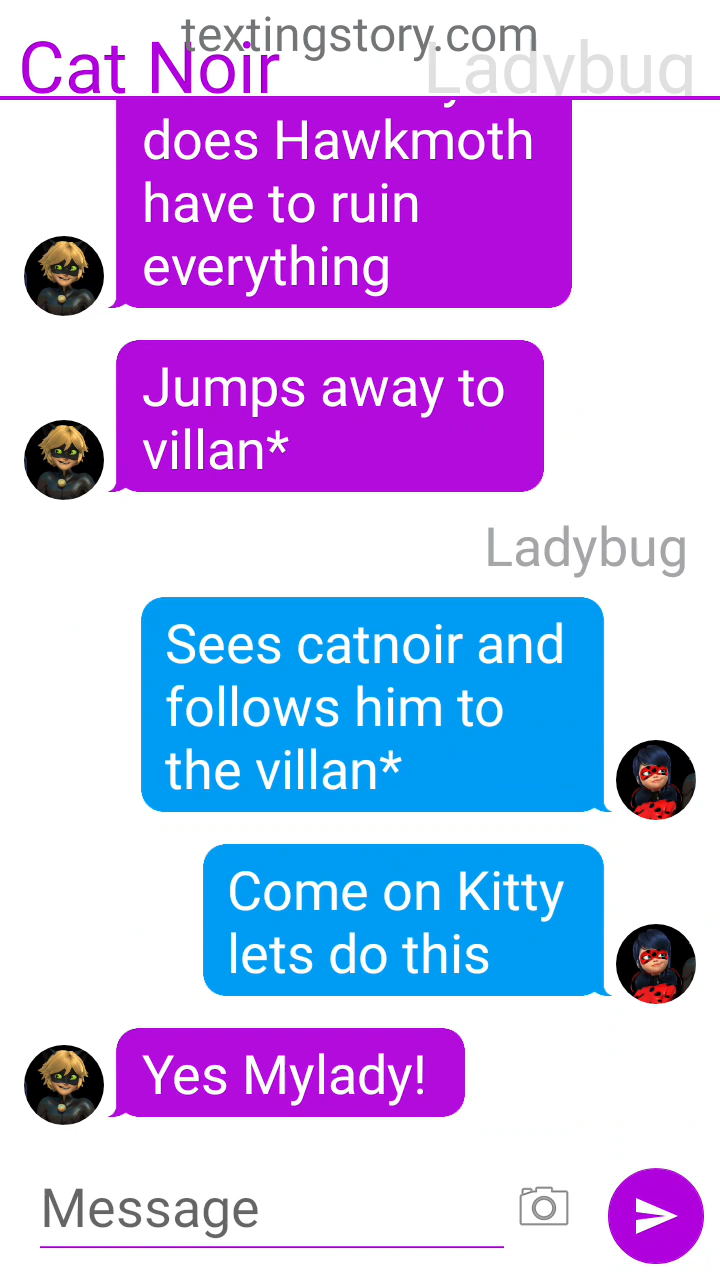 textingstory.com
Cat Noir
Ladybug
does Hawkmoth
have to ruin
everything
Jumps away to
villan*
Ladybug
Sees catnoir and
follows him to
the villan*
Come on Kitty
lets do this
Yes Mylady!
Message